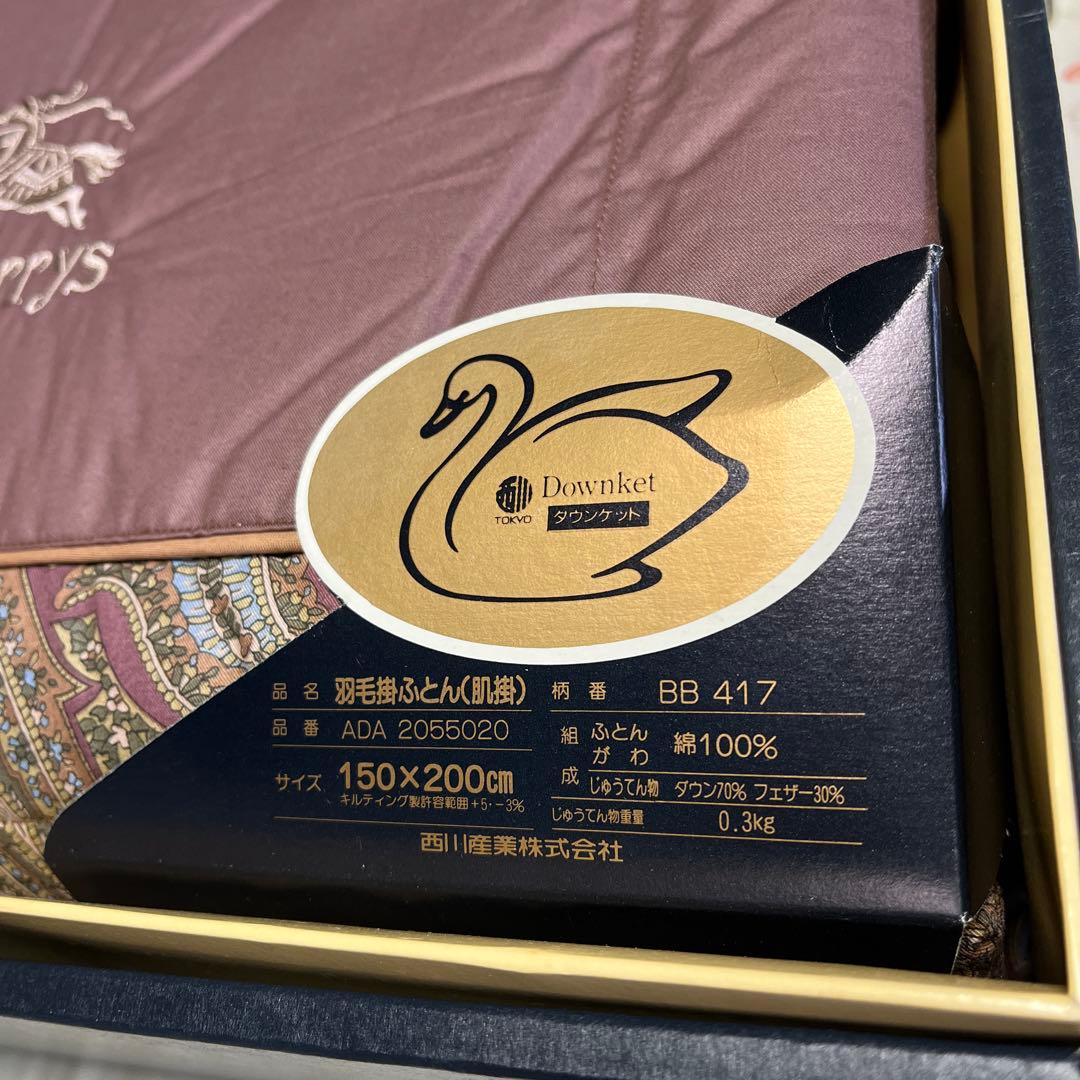 西川
TOKYO
Downket
ダウンケット
品名 羽毛掛ふとん(肌掛)
品番 ADA 2055020
サイズ 150×200cm
キルティング製許容範囲+5・-3%
柄番 BB 417
組成 ふとんがわ 綿100%
じゅうてん物 ダウン70% フェザー30%
じゅうてん物重量 0.3kg
西川産業株式会社